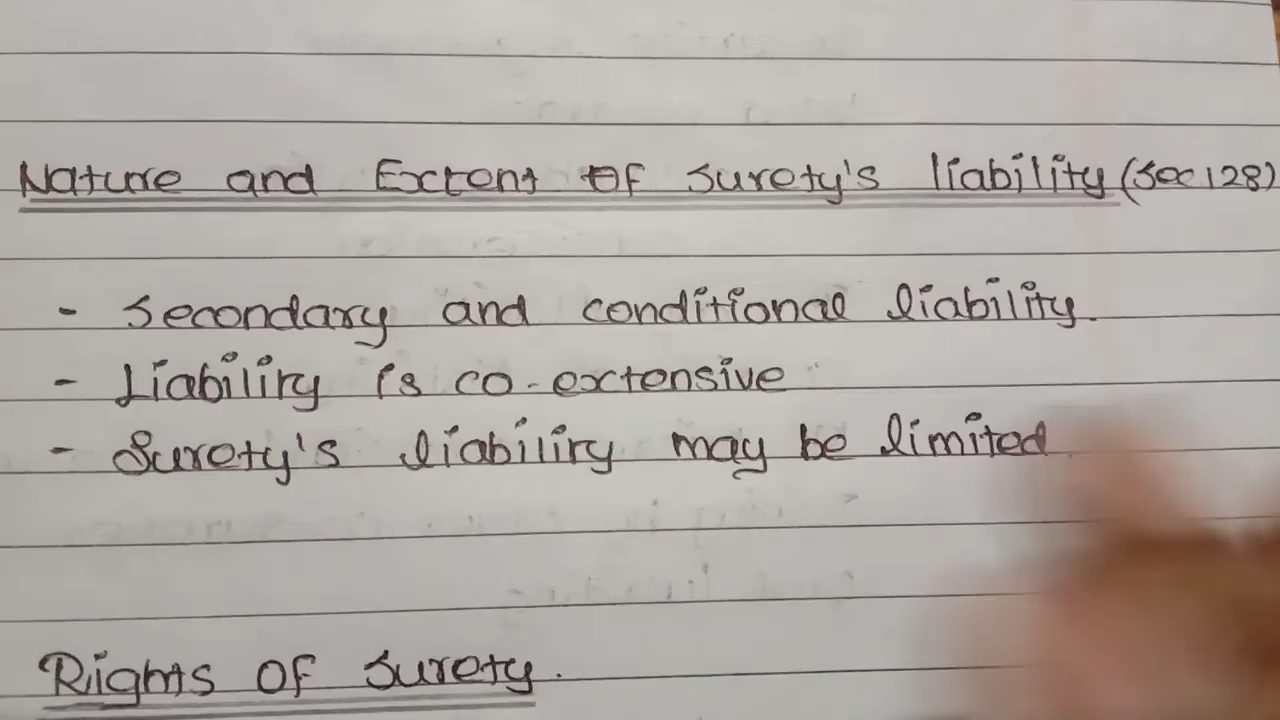 Nature and Extent OF surety's liability (Sec 128)
- Secondary and conditional liability.
- Liability is co-extensive
- Surety's liability may be limited
Rights OF surety.